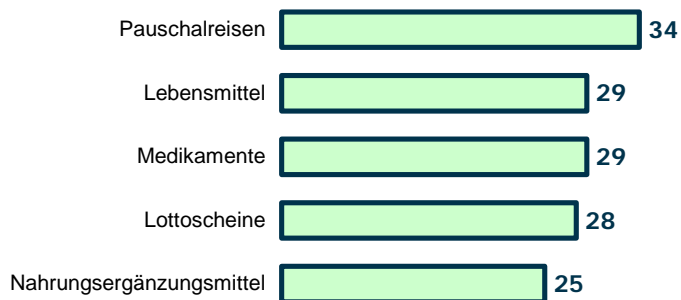 Pauschalreisen 34
Lebensmittel 29
Medikamente 29
Lottoscheine 28
Nahrungsergänzungsmittel 25